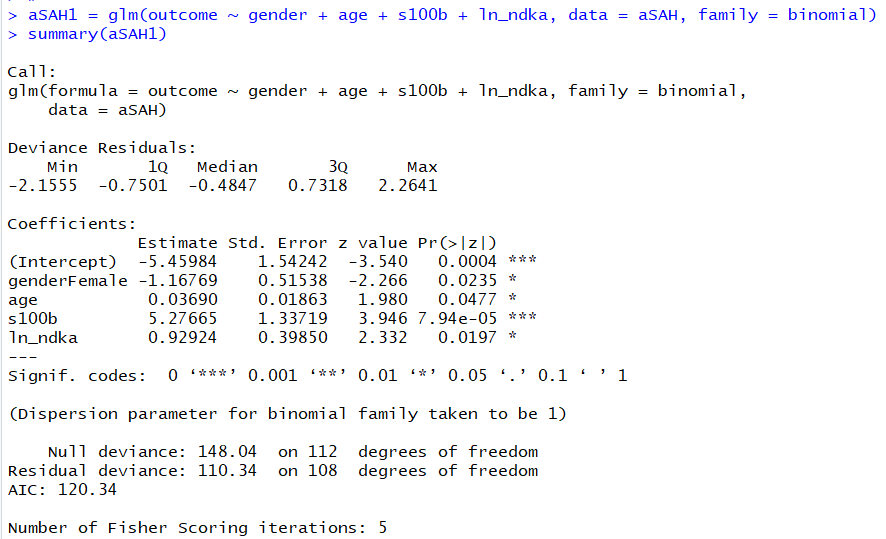 > aSAH1 = glm(outcome ~ gender + age + s100b + ln_ndka, data = aSAH, family = binomial)
> summary(aSAH1)
Call:
glm(formula = outcome ~ gender + age + s100b + ln_ndka, family = binomial,
    data = aSAH)
Deviance Residuals:
    Min       1Q   Median       3Q      Max
-2.1555  -0.7501  -0.4847   0.7318   2.2641
Coefficients:
             Estimate Std. Error z value Pr(>|z|)
(Intercept)  -5.45984    1.54242  -3.540   0.0004 ***
genderFemale -1.16769    0.51538  -2.266   0.0235 *
age           0.03690    0.01863   1.980   0.0477 *
s100b         5.27665    1.33719   3.946 7.94e-05 ***
ln_ndka       0.92924    0.39850   2.332   0.0197 *
---
Signif. codes:  0 ‘***’ 0.001 ‘**’ 0.01 ‘*’ 0.05 ‘.’ 0.1 ‘ ’ 1
(Dispersion parameter for binomial family taken to be 1)
    Null deviance: 148.04  on 112  degrees of freedom
Residual deviance: 110.34  on 108  degrees of freedom
AIC: 120.34
Number of Fisher Scoring iterations: 5